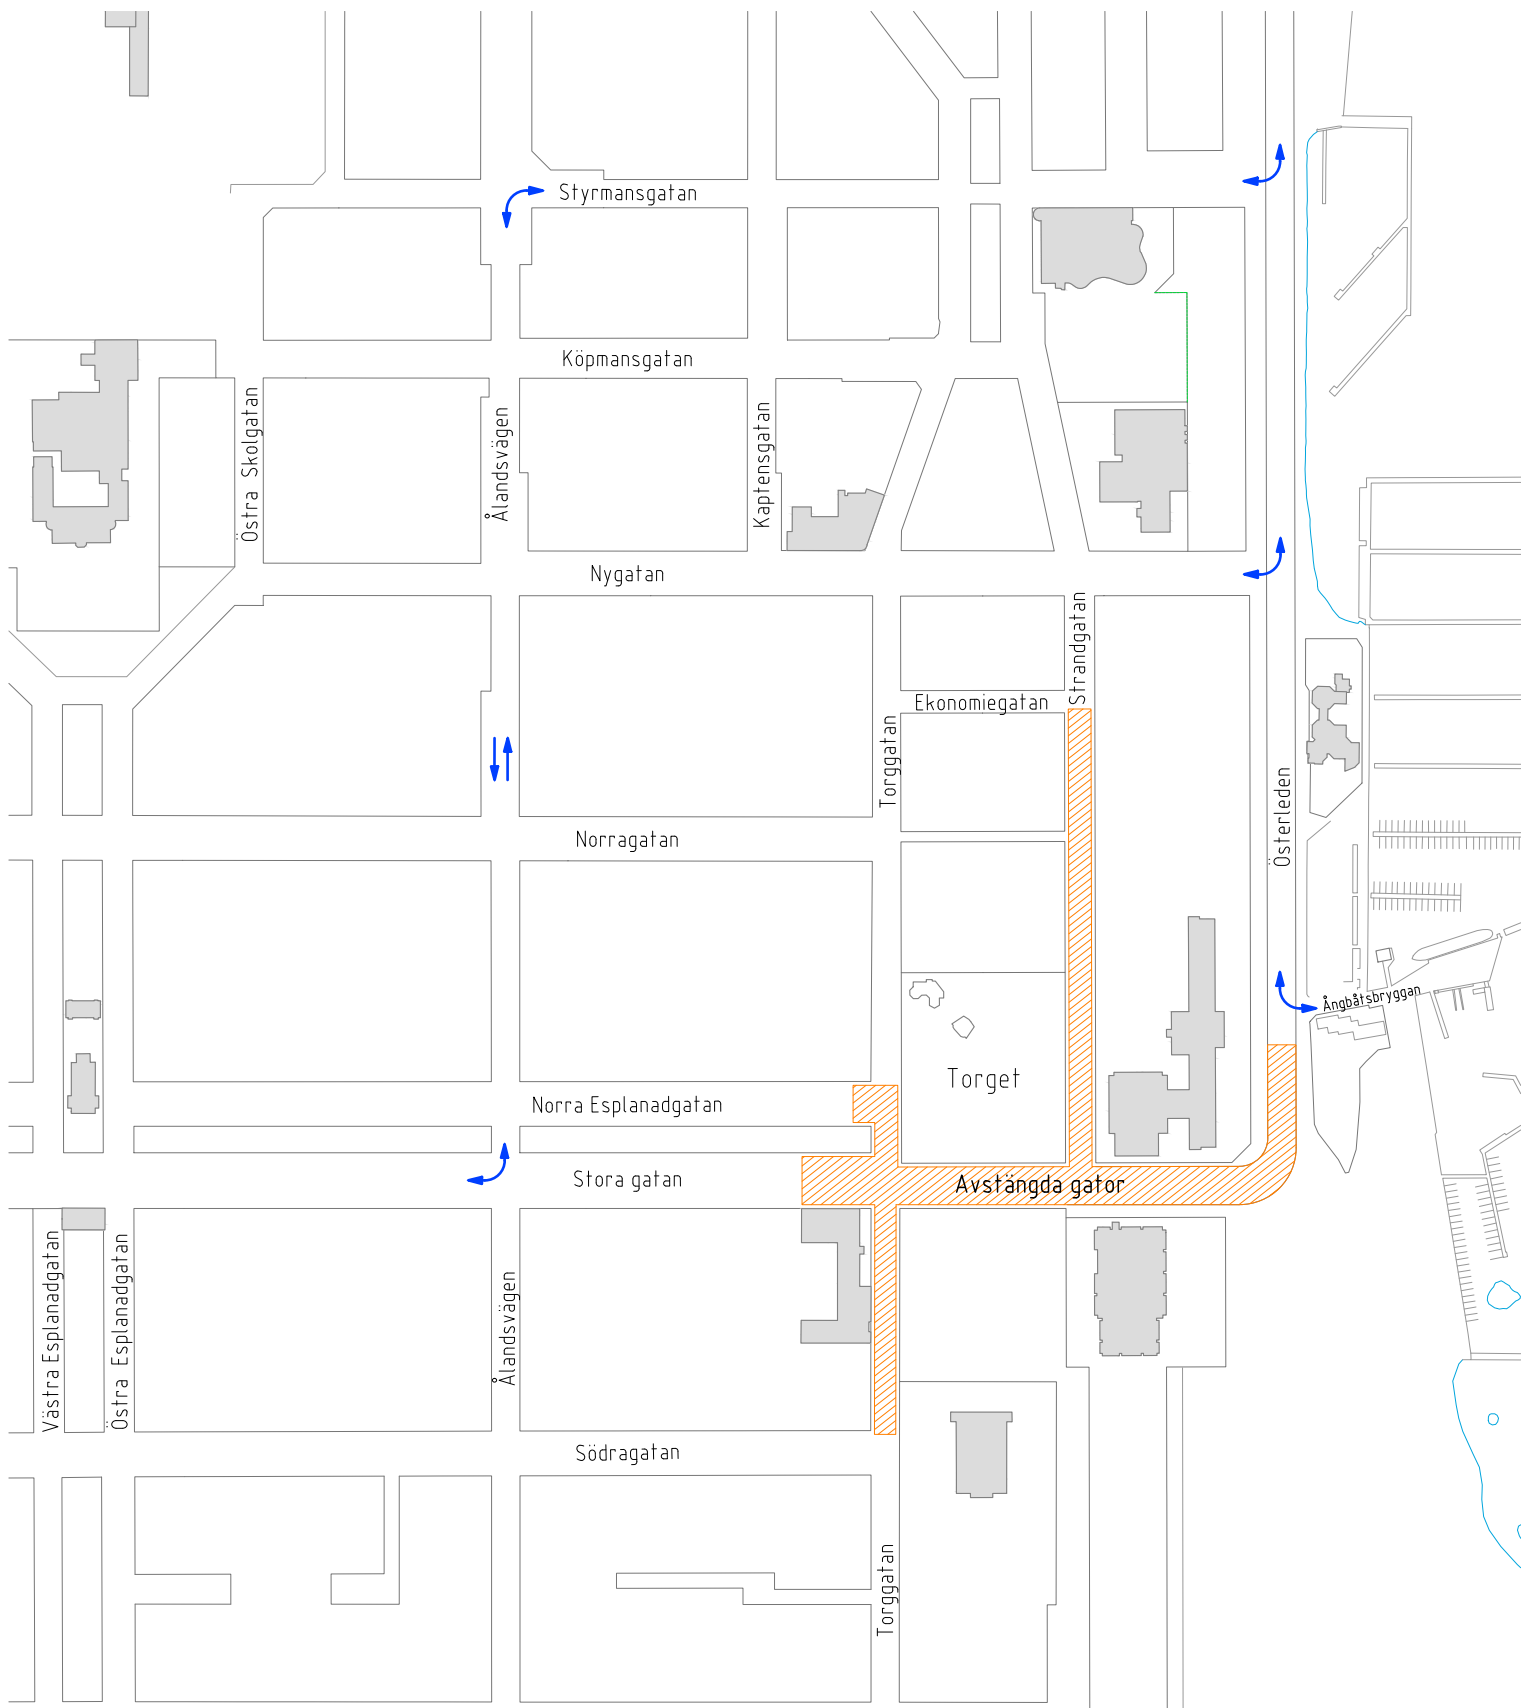 Styrmansgatan
Köpmansgatan
Östra Skolgatan
Ålandsvägen
Kaptensgatan
Nygatan
Strandgatan
Ekonomiegatan
Torggatan
Österleden
Norragatan
Ångbåtsbryggan
Torget
Norra Esplanadgatan
Stora gatan
Avstängda gator
Västra Esplanadgatan
Östra Esplanadgatan
Ålandsvägen
Södragatan
Torggatan